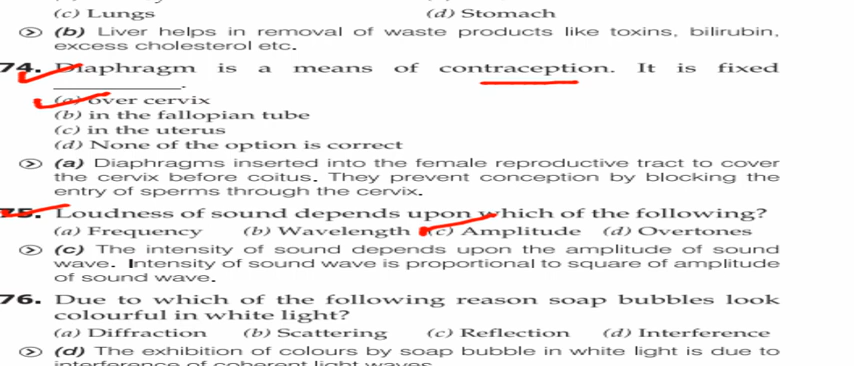 (c) Lungs (d) Stomach
(b) Liver helps in removal of waste products like toxins, bilirubin,
excess cholesterol etc.
74. Diaphragm is a means of contraception. It is fixed
__________.
(a) over cervix
(b) in the fallopian tube
(c) in the uterus
(d) None of the option is correct
(a) Diaphragms inserted into the female reproductive tract to cover
the cervix before coitus. They prevent conception by blocking the
entry of sperms through the cervix.
75. Loudness of sound depends upon which of the following?
(a) Frequency (b) Wavelength (c) Amplitude (d) Overtones
(c) The intensity of sound depends upon the amplitude of sound
wave. Intensity of sound wave is proportional to square of amplitude
of sound wave.
76. Due to which of the following reason soap bubbles look
colourful in white light?
(a) Diffraction (b) Scattering (c) Reflection (d) Interference
(d) The exhibition of colours by soap bubble in white light is due to
interference of coherent light waves.